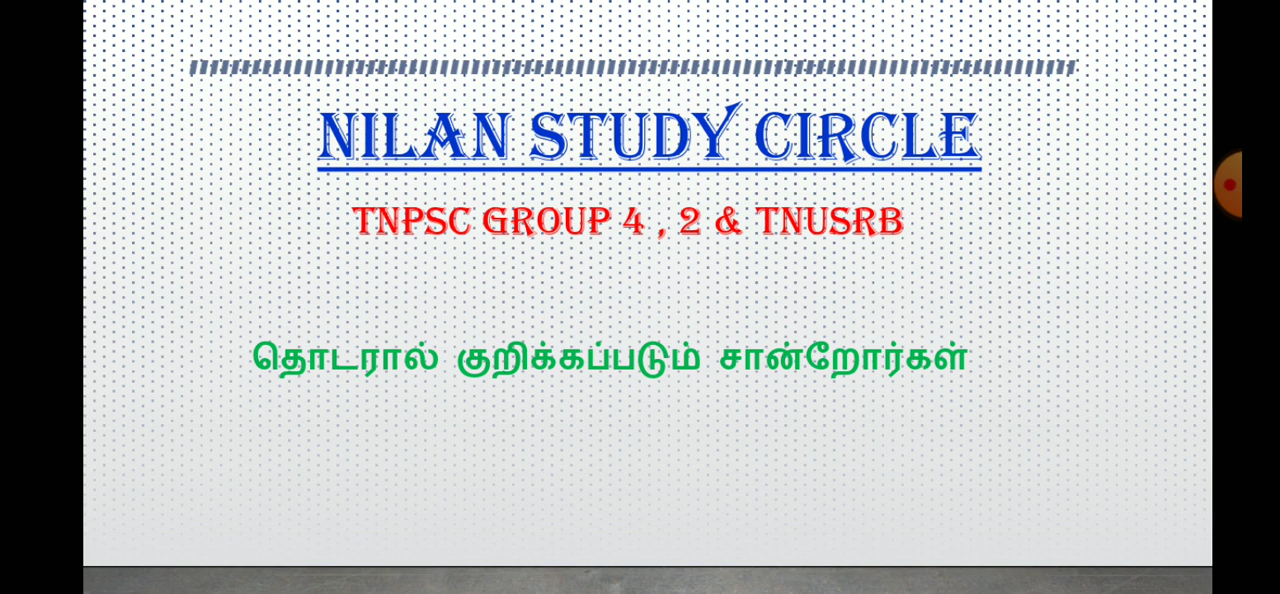 NILAN STUDY CIRCLE
TNPSC GROUP 4 , 2 & TNUSRB
தொடரால் குறிக்கப்படும் சான்றோர்கள்